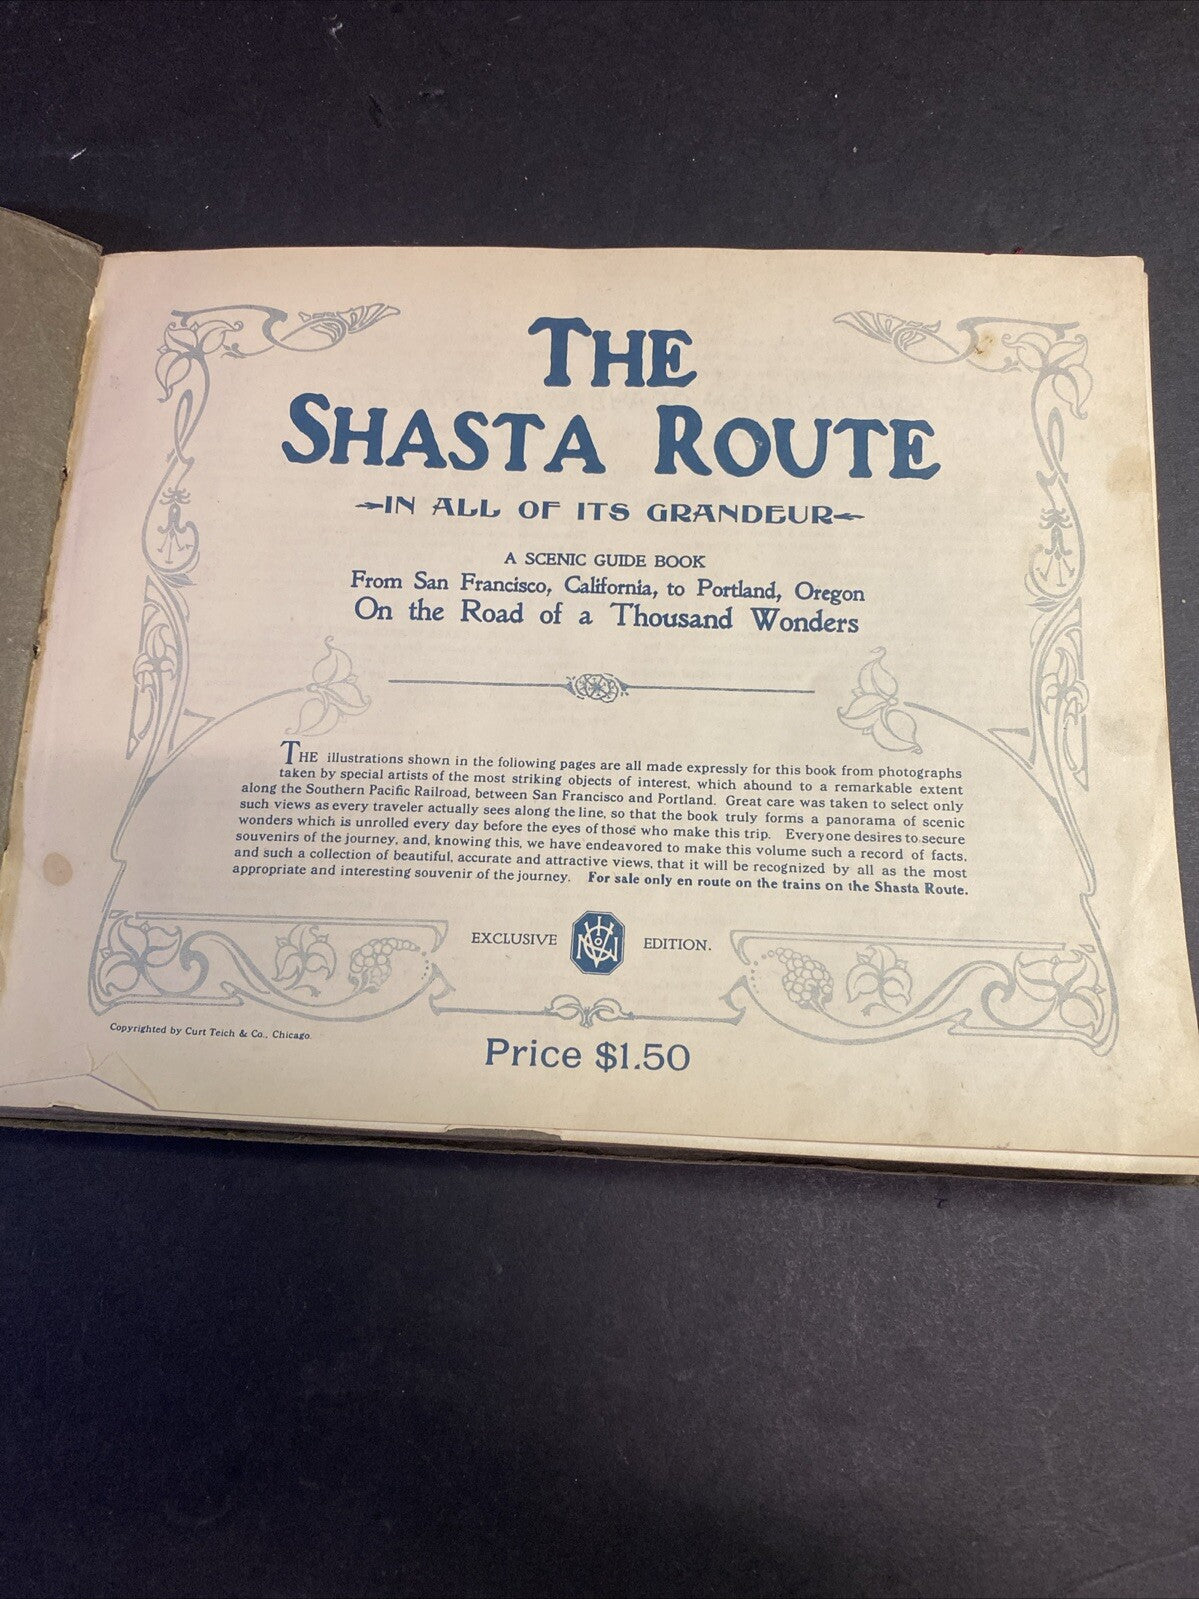 THE
SHASTA ROUTE
IN ALL OF ITS GRANDEUR
A SCENIC GUIDE BOOK
From San Francisco, California, to Portland, Oregon
On the Road of a Thousand Wonders
THE illustrations shown in the following pages are all made expressly for this book from photographs
taken by special artists of the most striking objects of interest, which abound to a remarkable extent
along the Southern Pacific Railroad, between San Francisco and Portland. Great care was taken to select only
such views as every traveler actually sees along the line, so that the book truly forms a panorama of scenic
wonders which is unrolled every day before the eyes of those who make this trip. Everyone desires to secure
souvenirs of the journey, and, knowing this, we have endeavored to make this volume such a record of facts,
and such a collection of beautiful, accurate and attractive views, that it will be recognized by all as the most
appropriate and interesting souvenir of the journey. For sale only en route on the trains on the Shasta Route.
EXCLUSIVE EDITION.
Copyrighted by Curt Teich & Co., Chicago.
Price $1.50